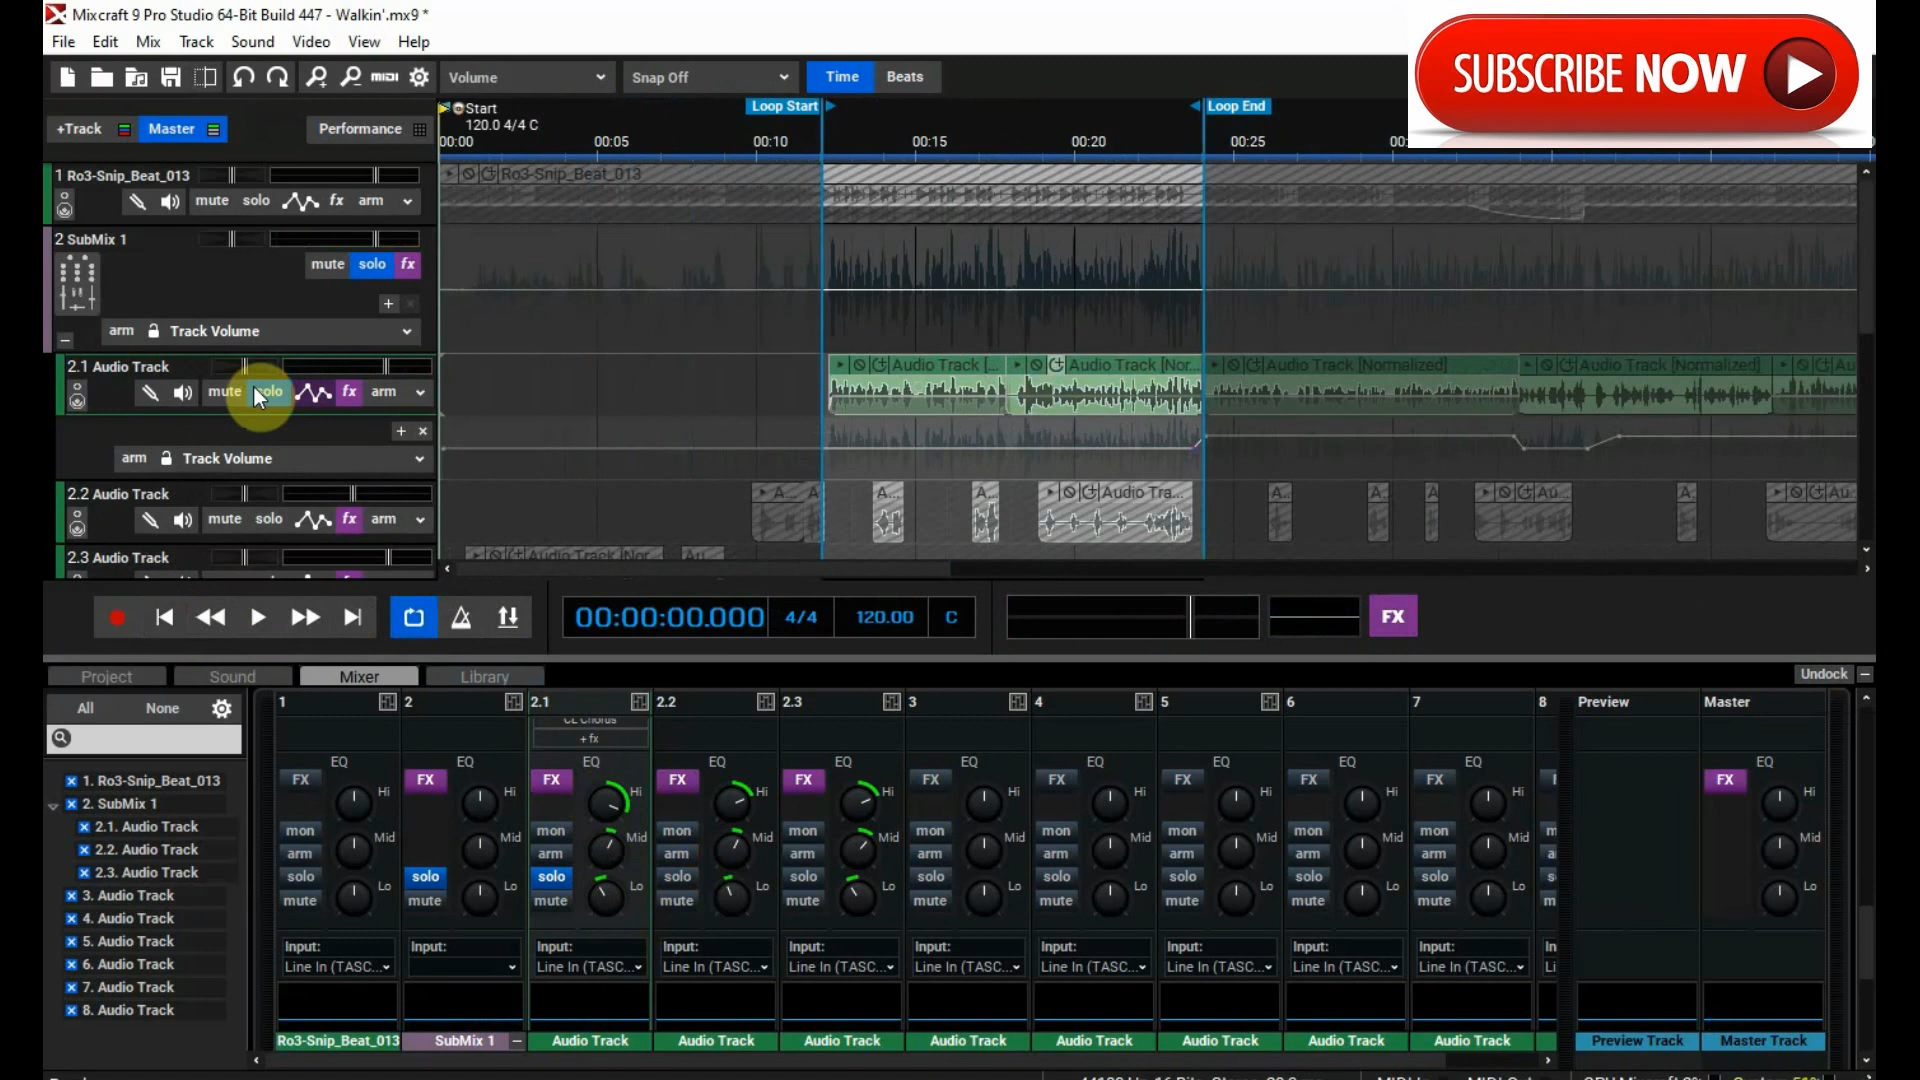 Mixcraft 9 Pro Studio 64-Bit Build 447 - Walkin'.mx9 *
File Edit Mix Track Sound Video View Help
SUBSCRIBE NOW
MIDI Volume Snap Off Time Beats
+Track Master Performance
Start Loop Start Loop End
120.0 4/4 C
00:00 00:05 00:10 00:15 00:20 00:25
1 Ro3-Snip_Beat_013
Ro3-Snip_Beat_013
mute solo fx arm
2 SubMix 1
mute solo fx
+
arm Track Volume
2.1 Audio Track
Audio Track [... Audio Track [Nor... Audio Track [Normalized] Audio Track [Normalized] Au
mute solo fx arm
+ ×
arm Track Volume
2.2 Audio Track
A... A A... A... Audio Tra... A.. A.. A Au... A.. Au..
mute solo fx arm
2.3 Audio Track
Audio Track [Nor... Au...
00:00:00.000 4/4 120.00 C FX
Project Sound Mixer Library Undock
All None
1 2 2.1 2.2 2.3 3 4 5 6 7 8 Preview Master
CL Chorus
+ fx
EQ EQ EQ EQ EQ EQ EQ EQ EQ EQ EQ
FX FX FX FX FX FX FX FX FX FX FX
Hi Hi Hi Hi Hi Hi Hi Hi Hi Hi Hi
Mid Mid Mid Mid Mid Mid Mid Mid Mid Mid Mid
mon mon mon mon mon mon mon mon mon
arm arm arm arm arm arm arm arm arm
solo solo solo solo solo solo solo solo solo solo
Lo Lo Lo Lo Lo Lo Lo Lo Lo Lo Lo
mute mute mute mute mute mute mute mute mute mute
1. Ro3-Snip_Beat_013
2. SubMix 1
2.1. Audio Track
2.2. Audio Track
2.3. Audio Track
3. Audio Track
4. Audio Track
5. Audio Track
6. Audio Track
7. Audio Track
8. Audio Track
Input: Input: Input: Input: Input: Input: Input: Input: Input: Input:
Line In (TASC... Line In (TASC... Line In (TASC... Line In (TASC... Line In (TASC... Line In (TASC... Line In (TASC... Line In (TASC... Line In (TASC...
Ro3-Snip_Beat_013 SubMix 1 Audio Track Audio Track Audio Track Audio Track Audio Track Audio Track Audio Track Audio Track Preview Track Master Track